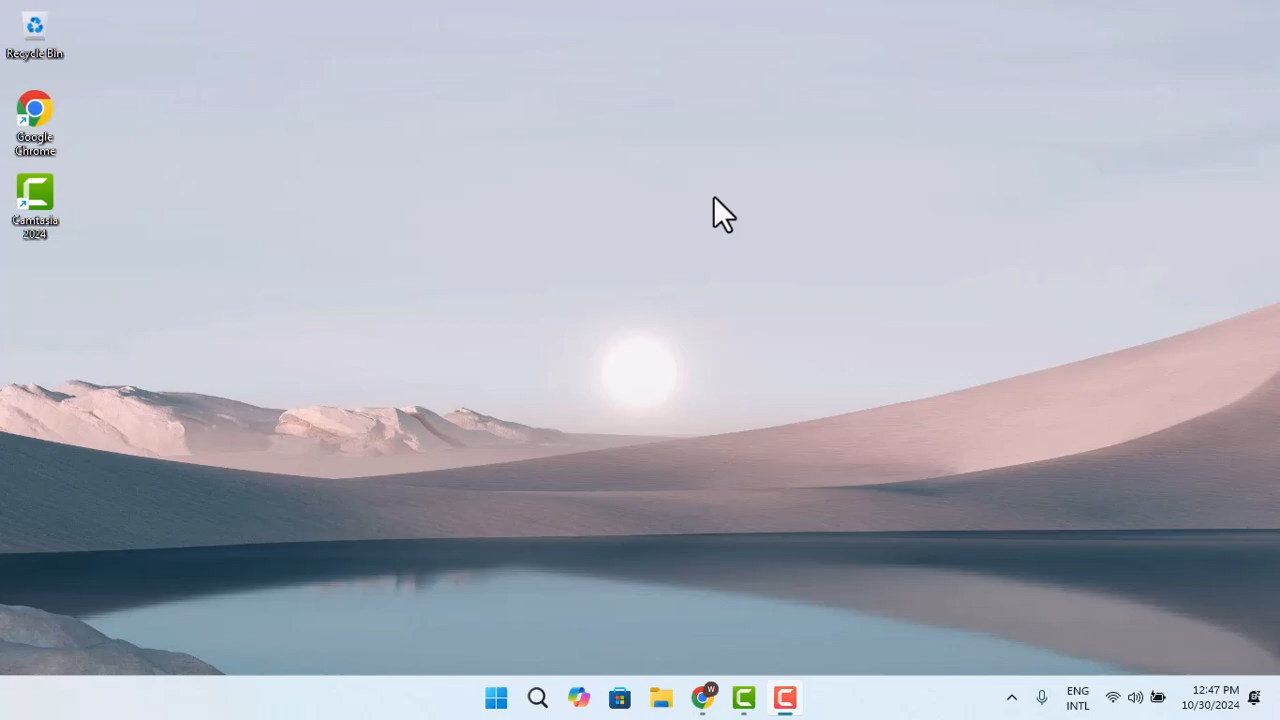 Recycle Bin
Google
Chrome
Camtasia
2024
W
ENG
INTL
12:47 PM
10/30/2024